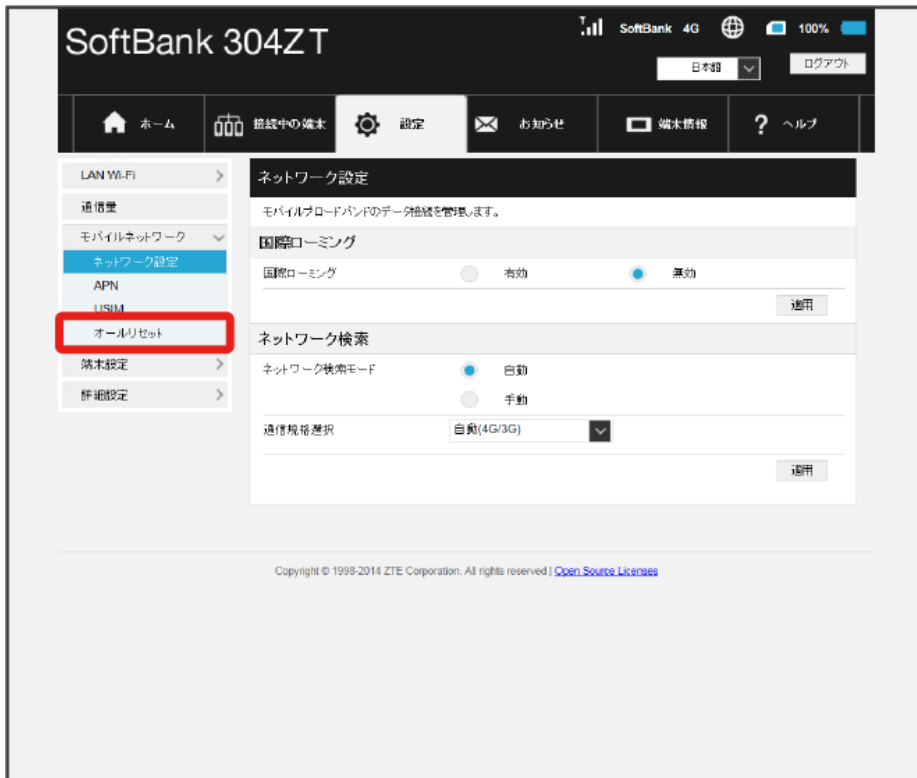 SoftBank 304ZT
SoftBank 4G 100%
日本語
ログアウト
ホーム
接続中の端末
設定
お知らせ
端末情報
? ヘルプ
LAN Wi-Fi
通信量
モバイルネットワーク
ネットワーク設定
APN
USIM
オールリセット
端末設定
詳細設定
ネットワーク設定
モバイルブロードバンドのデータ接続を管理します。
国際ローミング
国際ローミング 有効 無効
適用
ネットワーク検索
ネットワーク検索モード 自動
手動
通信規格選択 自動(4G/3G)
適用
Copyright © 1998-2014 ZTE Corporation. All rights reserved | Open Source Licenses